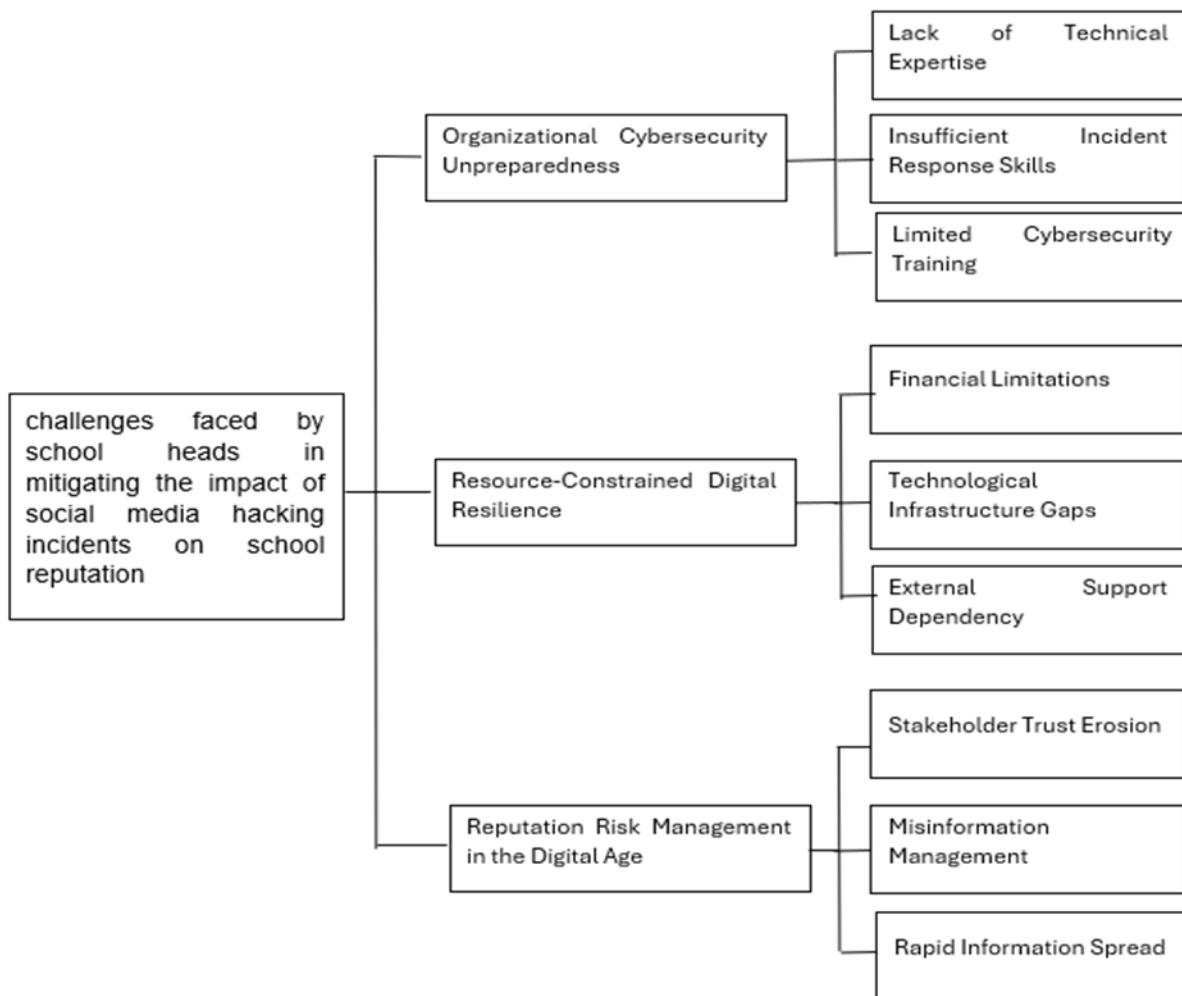 challenges faced by
school heads in
mitigating the impact of
social media hacking
incidents on school
reputation
Organizational Cybersecurity
Unpreparedness
Lack of Technical
Expertise
Insufficient Incident
Response Skills
Limited Cybersecurity
Training
Resource-Constrained Digital
Resilience
Financial Limitations
Technological
Infrastructure Gaps
External Support
Dependency
Reputation Risk Management
in the Digital Age
Stakeholder Trust Erosion
Misinformation
Management
Rapid Information Spread